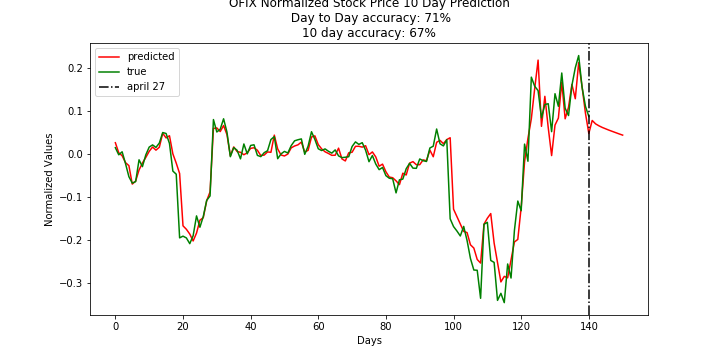 OFIX Normalized Stock Price 10 Day Prediction
Day to Day accuracy: 71%
10 day accuracy: 67%
predicted
true
april 27
Normalized Values
0.2
0.1
0.0
−0.1
−0.2
−0.3
0
20
40
60
80
100
120
140
Days